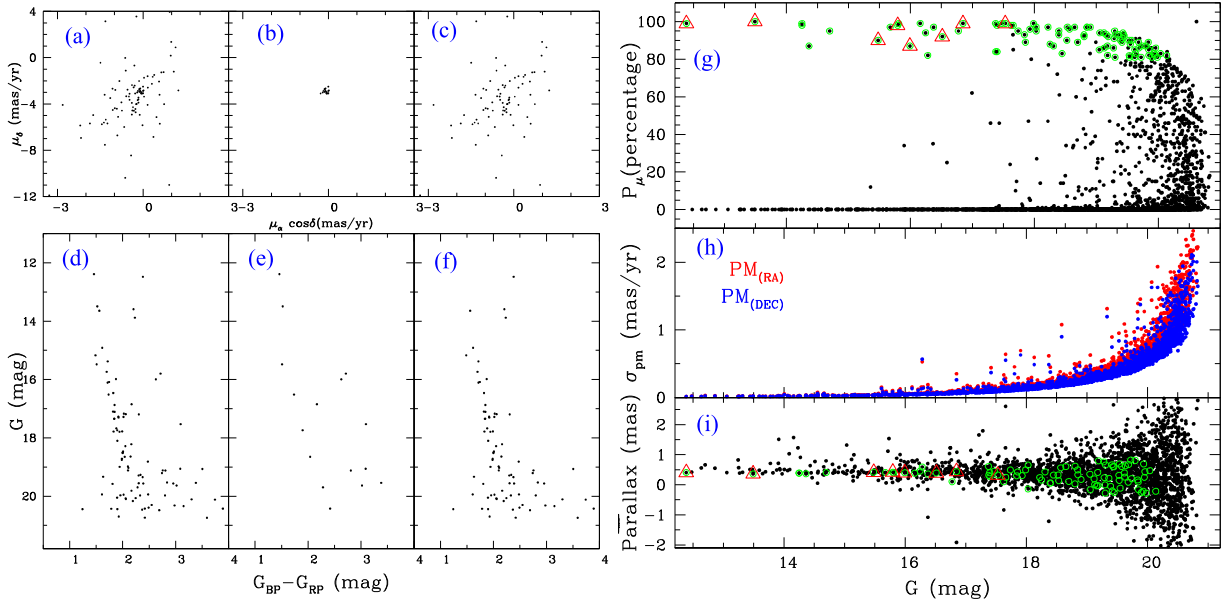 (a)
(b)
(c)
4
0
−4
−8
−12
μδ (mas/yr)
−3 0 3−3 0 3−3 0 3
μα cosδ(mas/yr)
(d)
(e)
(f)
12
14
16
18
20
G (mag)
1 2 3 4 1 2 3 4 1 2 3 4
GBP−GRP (mag)
(g)
100
80
60
40
20
0
Pμ(percentage)
(h)
PM(RA)
PM(DEC)
2
1
0
σpm (mas/yr)
(i)
2
1
0
−1
−2
Parallax (mas)
14 16 18 20
G (mag)